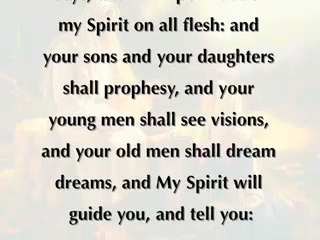 my Spirit on all flesh: and
your sons and your daughters
shall prophesy, and your
young men shall see visions,
and your old men shall dream
dreams, and My Spirit will
guide you, and tell you: